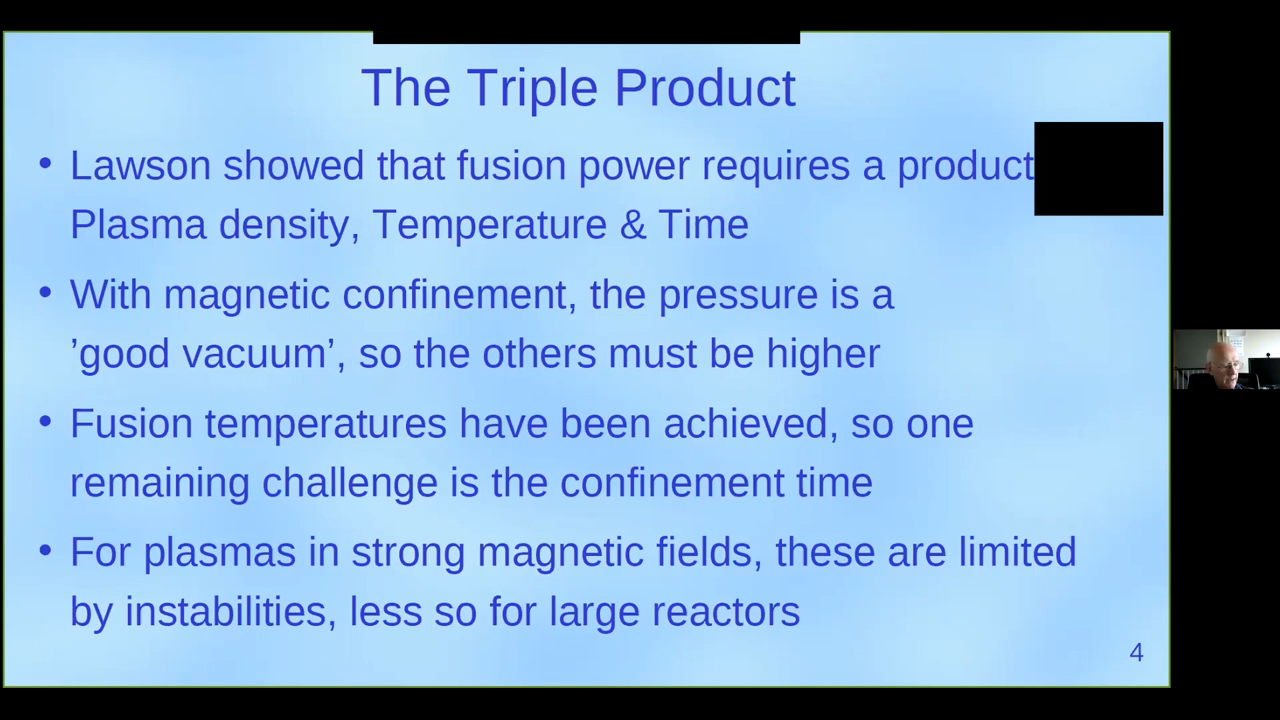 The Triple Product
• Lawson showed that fusion power requires a product
Plasma density, Temperature & Time
• With magnetic confinement, the pressure is a
’good vacuum’, so the others must be higher
• Fusion temperatures have been achieved, so one
remaining challenge is the confinement time
• For plasmas in strong magnetic fields, these are limited
by instabilities, less so for large reactors
4